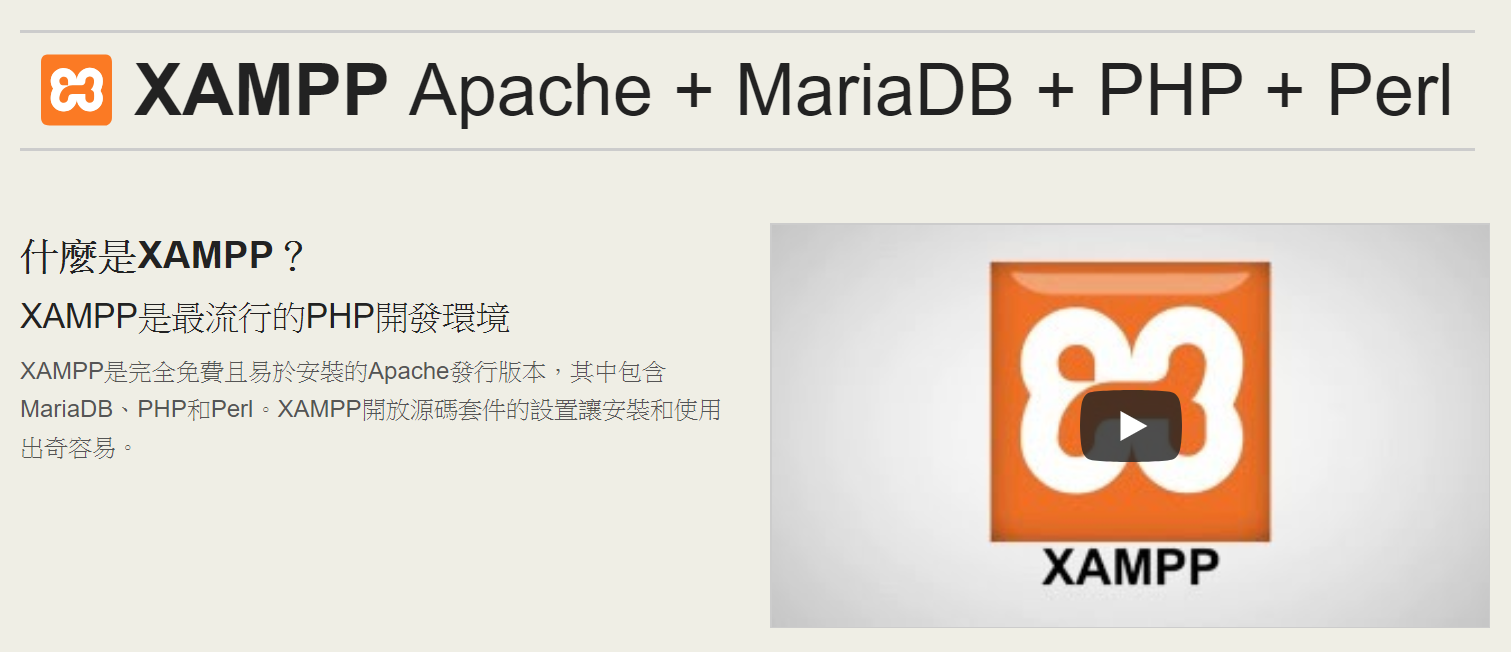 XAMPP Apache + MariaDB + PHP + Perl
什麼是XAMPP？
XAMPP是最流行的PHP開發環境
XAMPP是完全免費且易於安裝的Apache發行版本，其中包含
MariaDB、PHP和Perl。XAMPP開放源碼套件的設置讓安裝和使用
出奇容易。
XAMPP